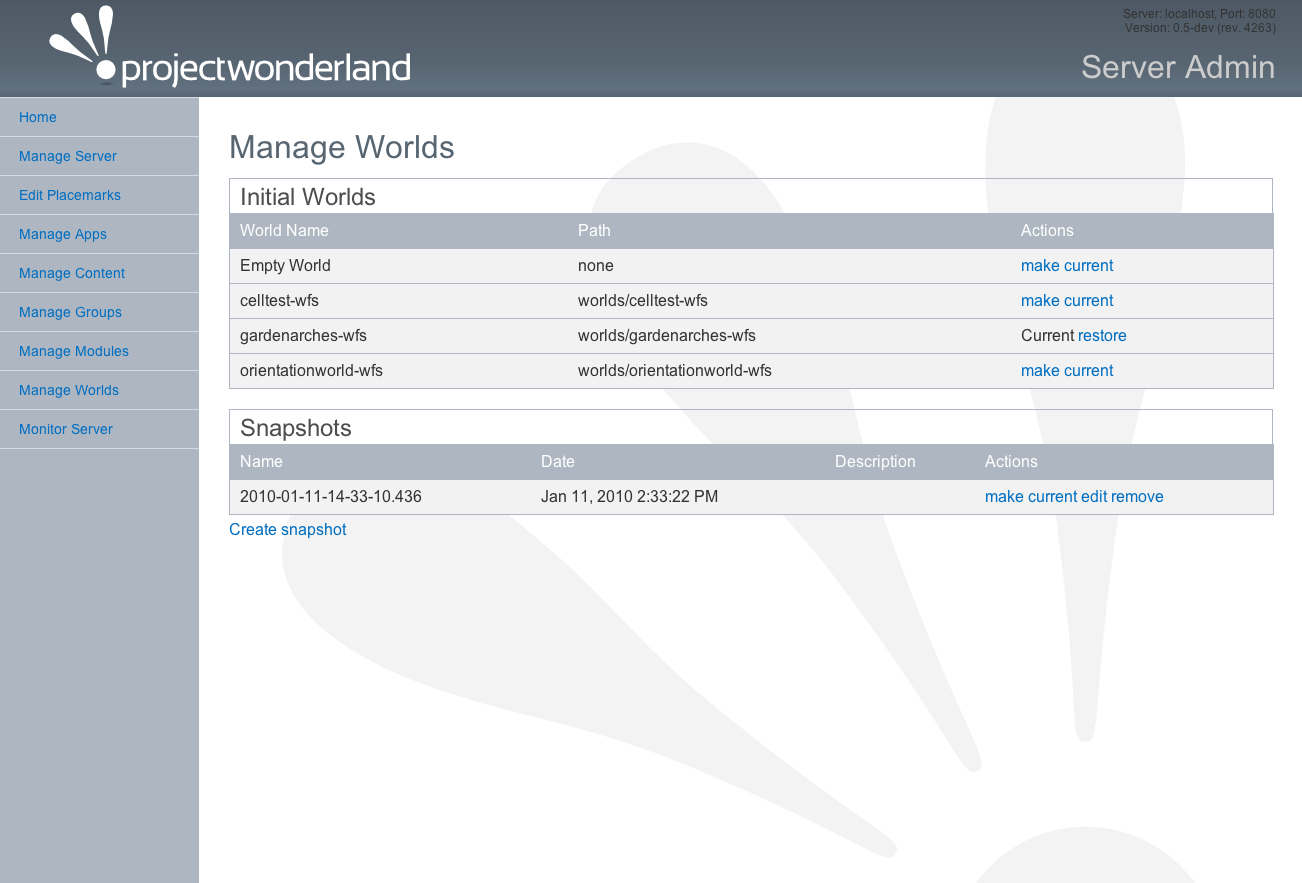 projectwonderland
Server: localhost, Port: 8080
Version: 0.5-dev (rev. 4263)
Server Admin
Home
Manage Server
Edit Placemarks
Manage Apps
Manage Content
Manage Groups
Manage Modules
Manage Worlds
Monitor Server
Manage Worlds
Initial Worlds
World Name Path Actions
Empty World none make current
celltest-wfs worlds/celltest-wfs make current
gardenarches-wfs worlds/gardenarches-wfs Current restore
orientationworld-wfs worlds/orientationworld-wfs make current
Snapshots
Name Date Description Actions
2010-01-11-14-33-10.436 Jan 11, 2010 2:33:22 PM make current edit remove
Create snapshot